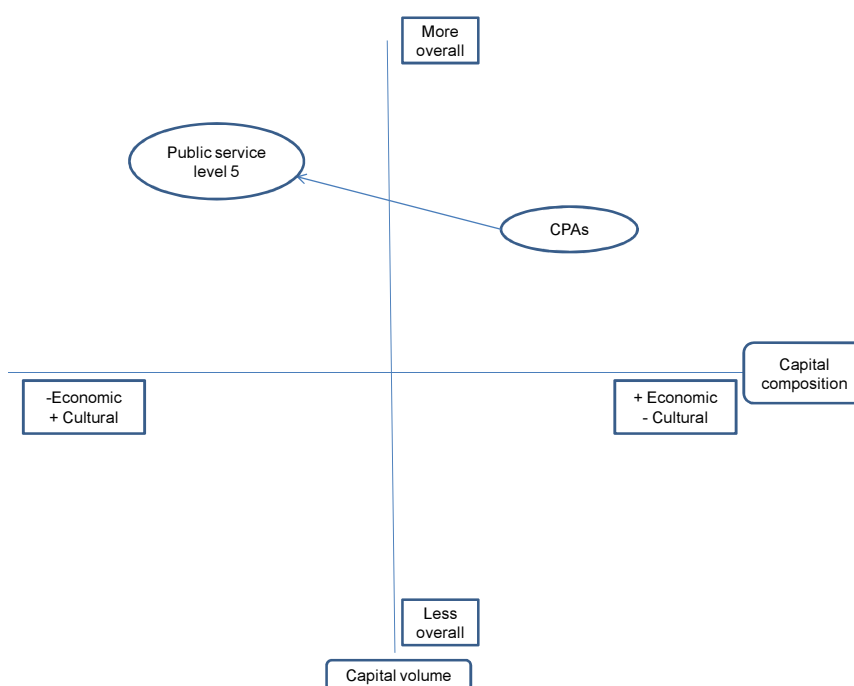 More
overall
Public service
level 5
CPAs
Capital
composition
-Economic
+ Cultural
+ Economic
- Cultural
Less
overall
Capital volume